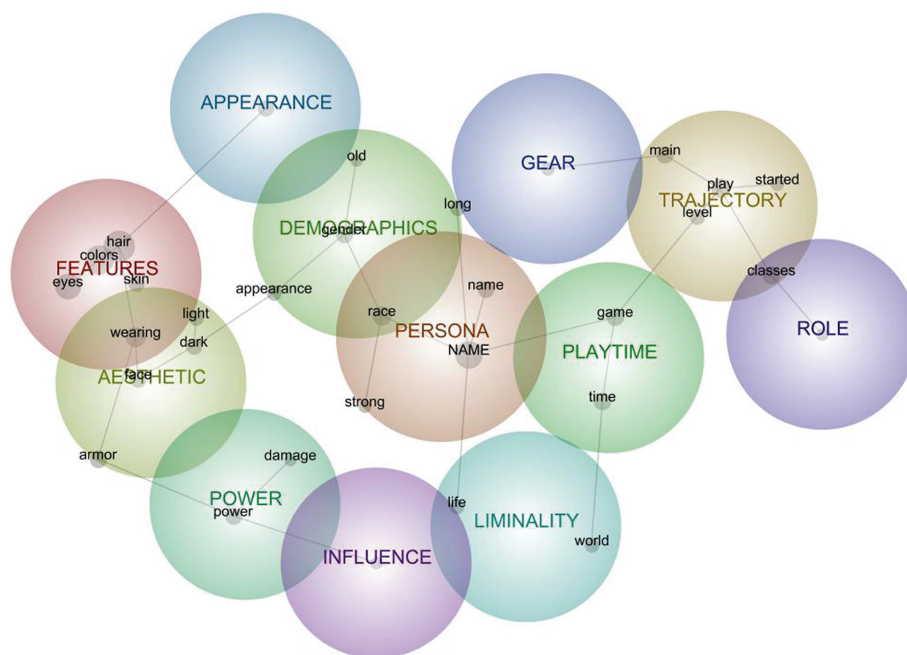 APPEARANCE
main
old
GEAR
play
started
TRAJECTORY
long
level
gender
DEMOGRAPHICS
hair
colors
FEATURES
skin
eyes
classes
appearance
name
light
race
game
ROLE
wearing
PERSONA
dark
NAME
PLAYTIME
face
AESTHETIC
time
strong
armor
damage
POWER
life
power
LIMINALITY
world
INFLUENCE